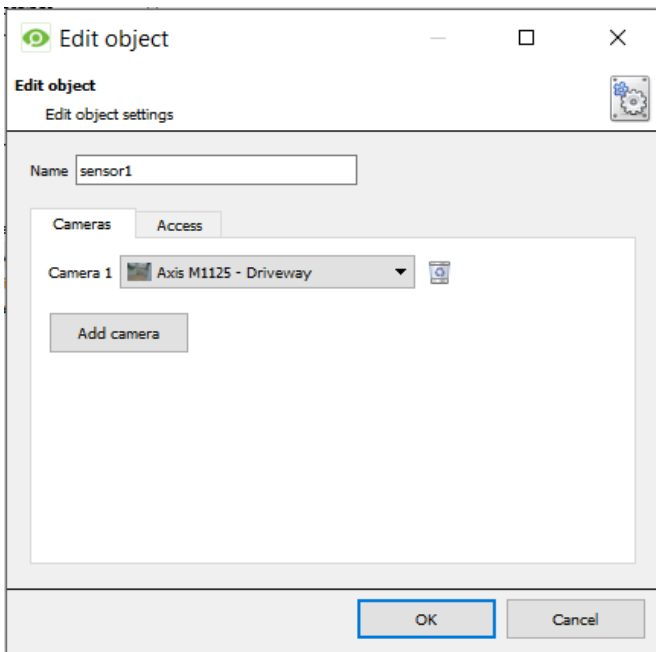 Edit object
Edit object
Edit object settings
Name sensor1
Cameras Access
Camera 1 Axis M1125 - Driveway
Add camera
OK Cancel